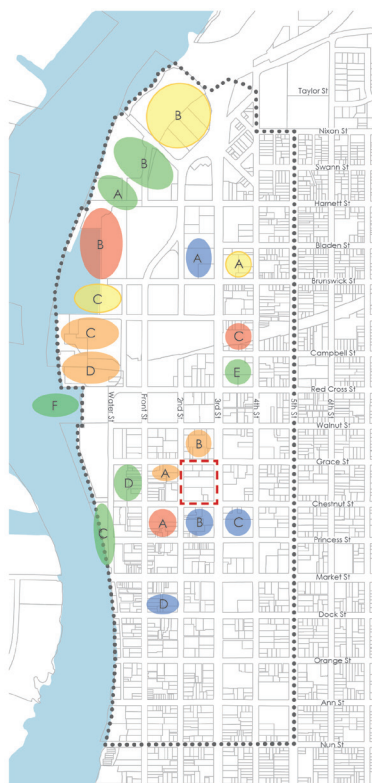 Taylor St
B
Nixon St
B
Swann St
A
Harnett St
B
Bladen St
A
A
Brunswick St
C
C
C
Campbell St
D
E
Red Cross St
F
Water St
Front St
2nd St
3rd St
4th St
5th St
6th St
Walnut St
B
Grace St
A
D
Chestnut St
A
B
C
C
Princess St
Market St
D
Dock St
Orange St
Ann St
Nun St